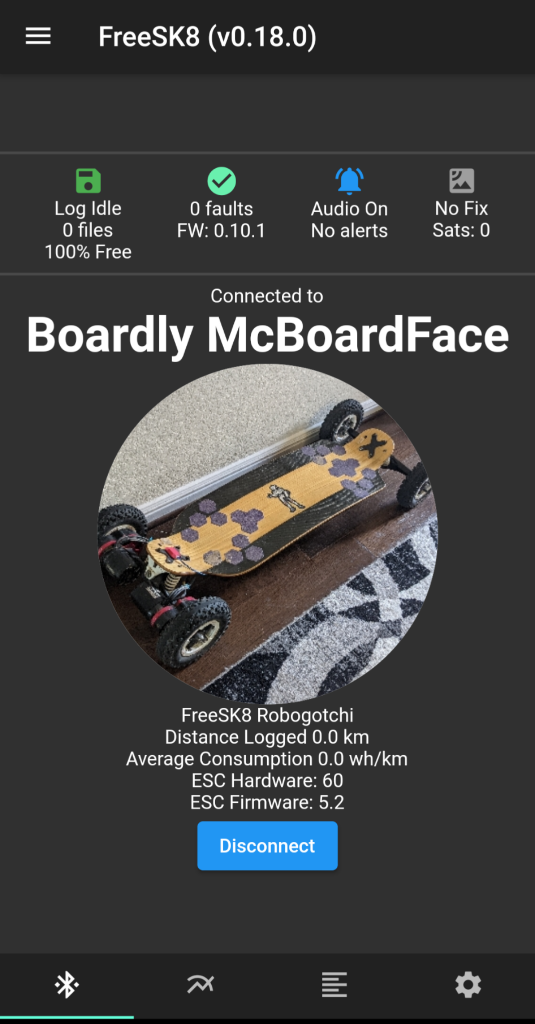 FreeSK8 (v0.18.0)
Log Idle
0 files
100% Free
0 faults
FW: 0.10.1
Audio On
No alerts
No Fix
Sats: 0
Connected to
Boardly McBoardFace
FreeSK8 Robogotchi
Distance Logged 0.0 km
Average Consumption 0.0 wh/km
ESC Hardware: 60
ESC Firmware: 5.2
Disconnect